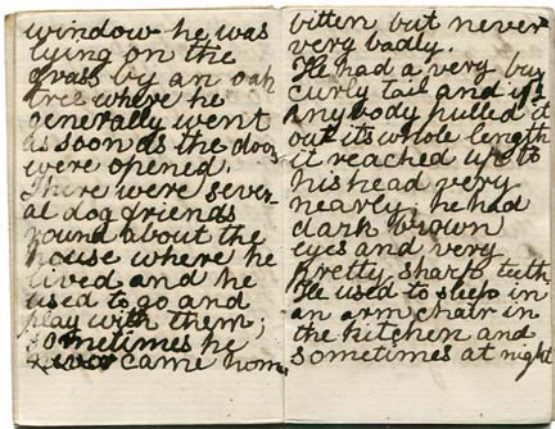 window he was
lying on the
grass by an oak
tree where he
generally went
as soon as the doors
were opened.
There were sever-
al dog friends
round about the
house where he
lived and he
used to go and
play with them;
sometimes he
never came home
bitten but never
very badly.
He had a very
curly tail and if
Anybody pulled it
out its whole length
it reached up to
his head very
nearly; he had
dark brown
eyes and very
pretty sharp teeth.
He used to sleep in
an arm chair in
the kitchen and
sometimes at night